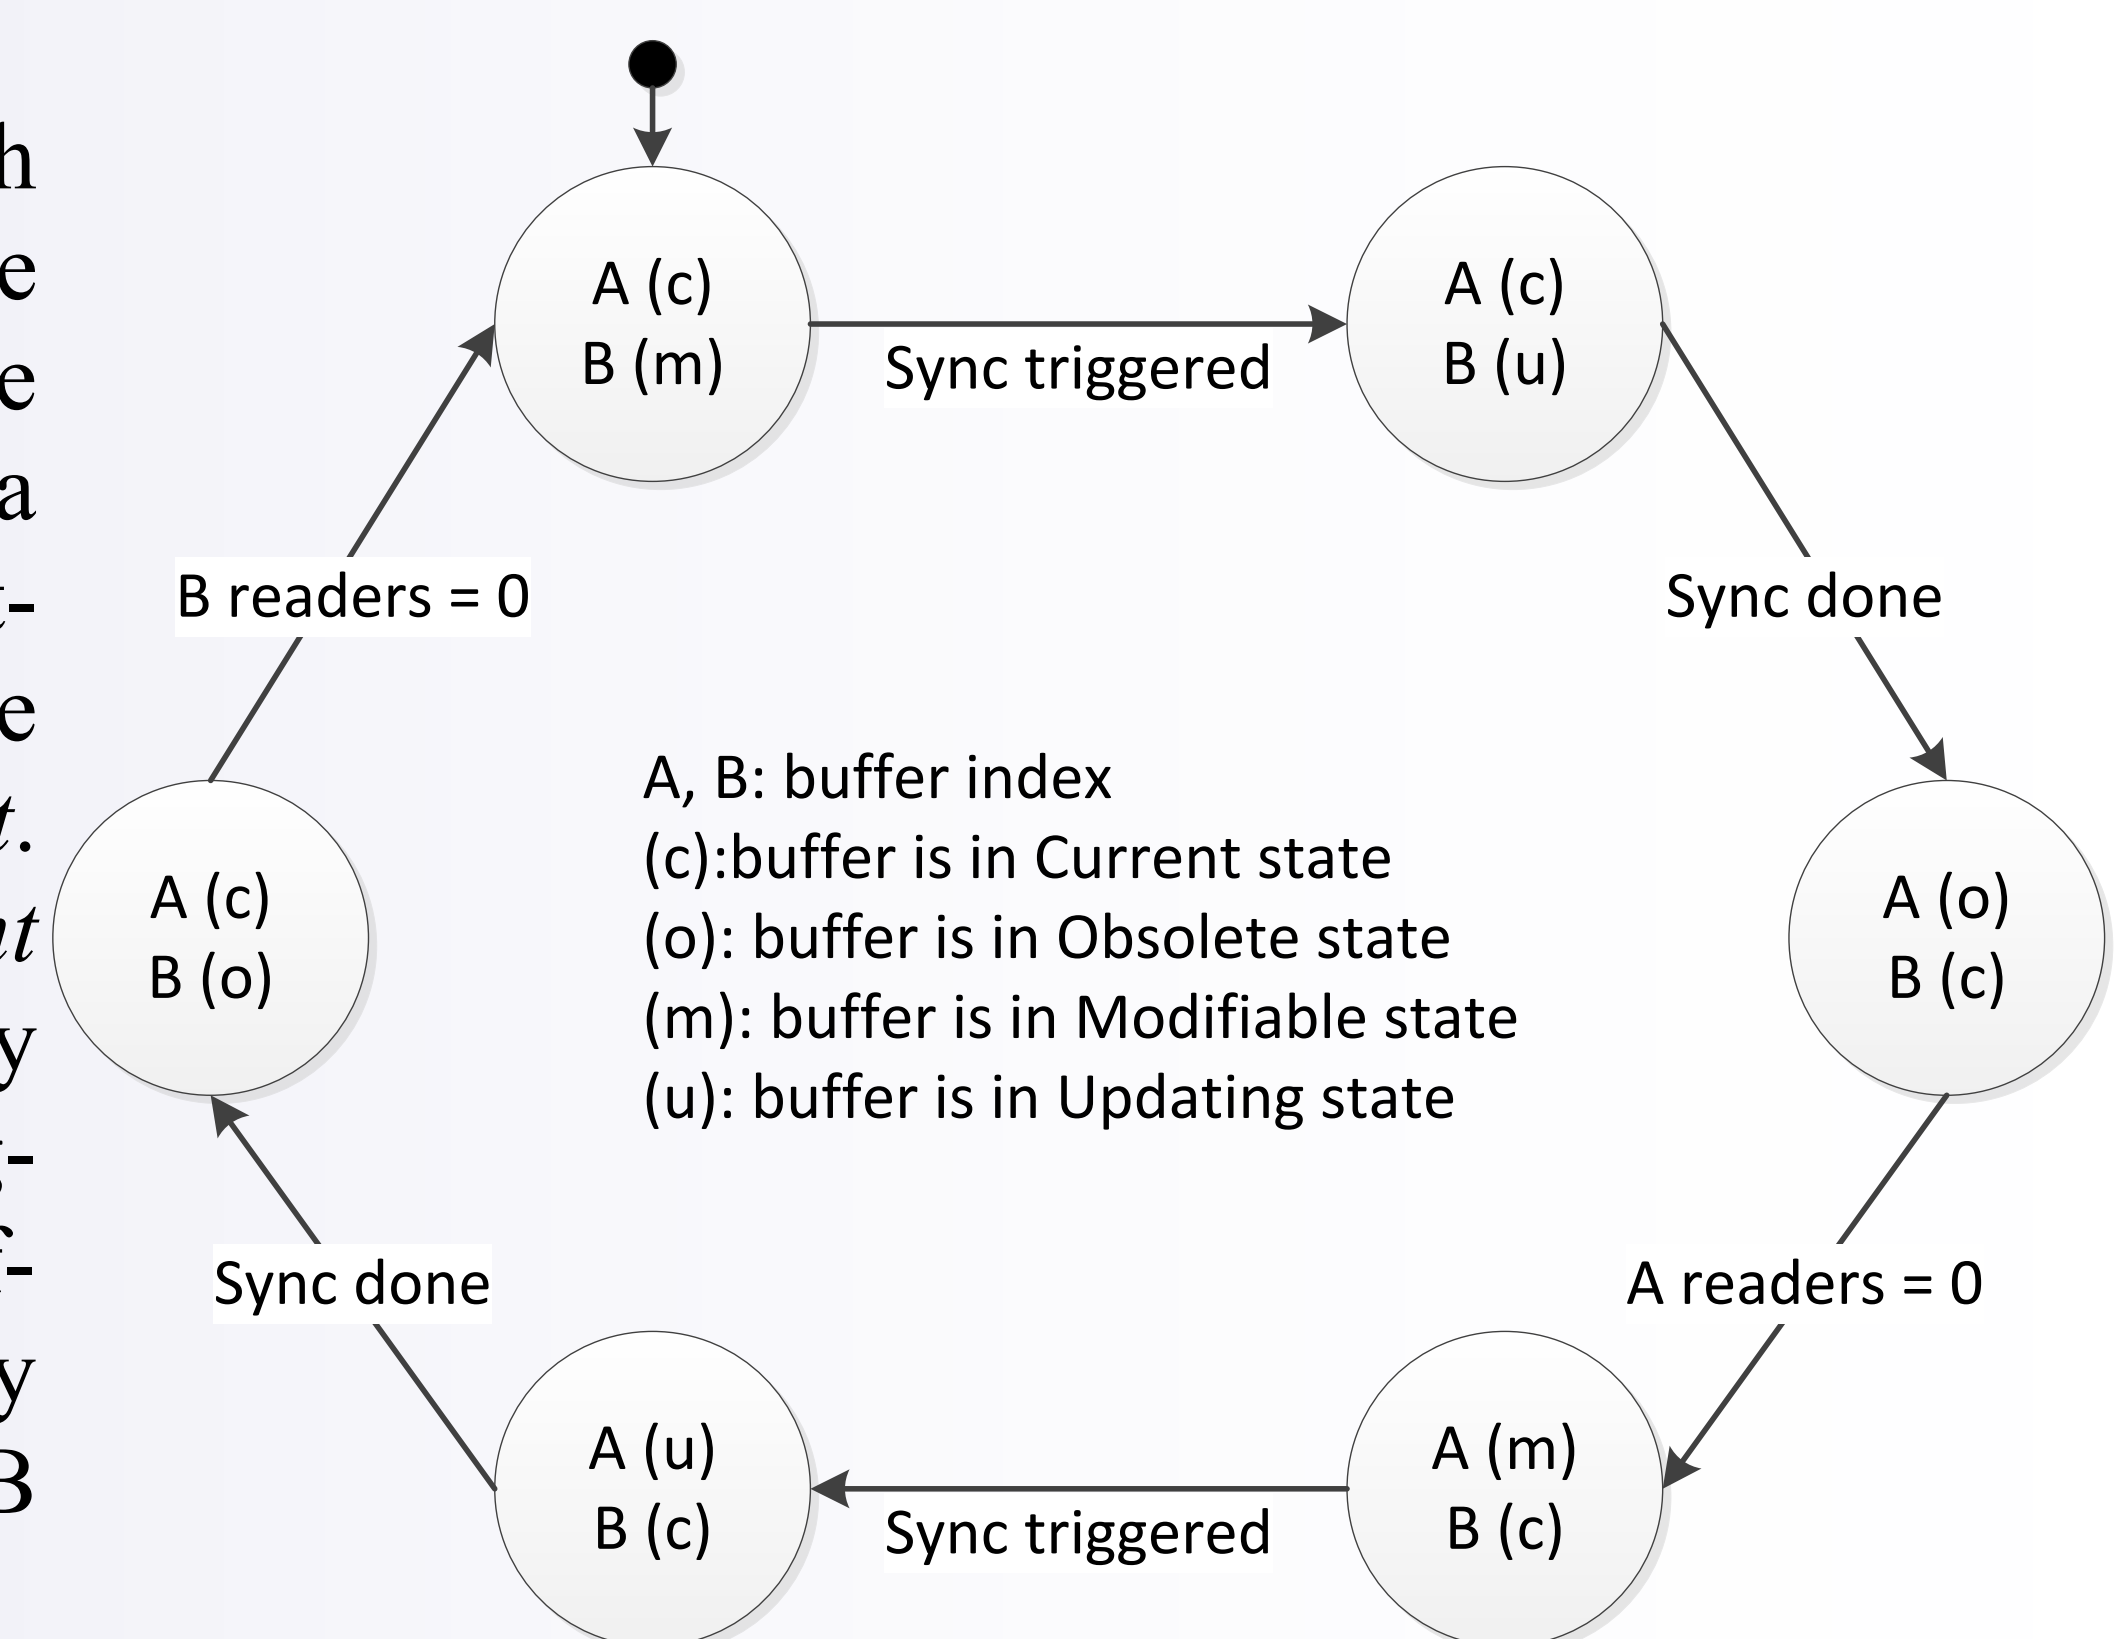 A (c)
B (m)
Sync triggered
A (c)
B (u)
B readers = 0
Sync done
A, B: buffer index
(c):buffer is in Current state
(o): buffer is in Obsolete state
(m): buffer is in Modifiable state
(u): buffer is in Updating state
A (c)
B (o)
A (o)
B (c)
Sync done
A readers = 0
A (u)
B (c)
Sync triggered
A (m)
B (c)